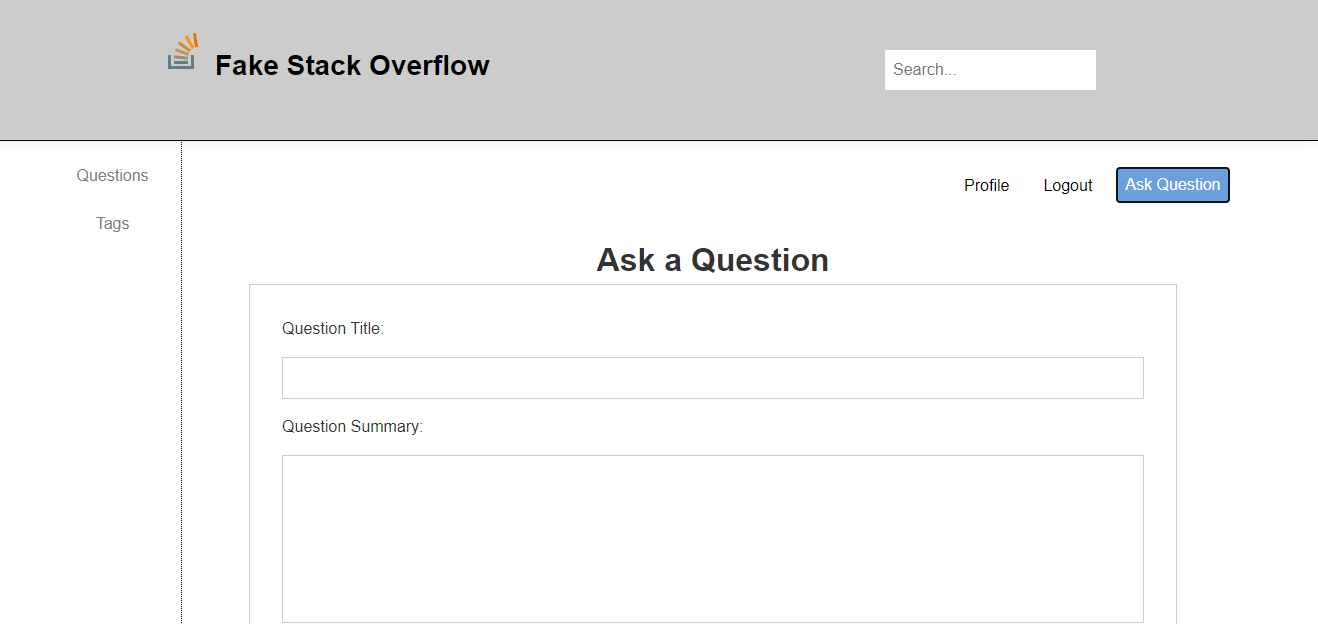 Fake Stack Overflow
Search...
Questions
Tags
Profile
Logout
Ask Question
Ask a Question
Question Title:
Question Summary: